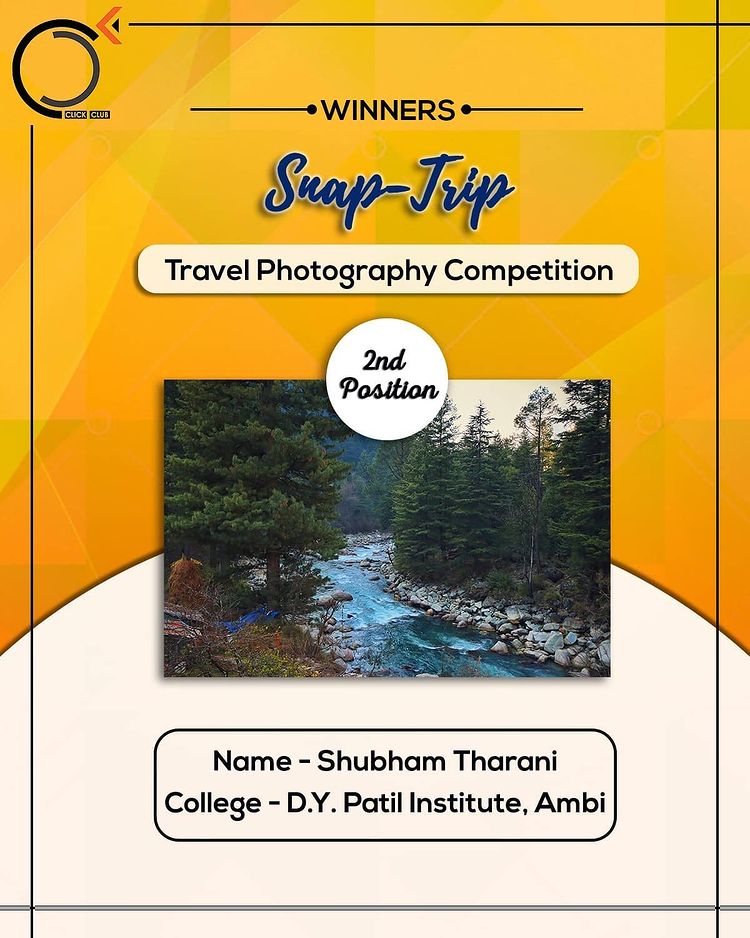 CLICK CLUB
WINNERS
Snap-Trip
Travel Photography Competition
2nd
Position
Name - Shubham Tharani
College - D.Y. Patil Institute, Ambi